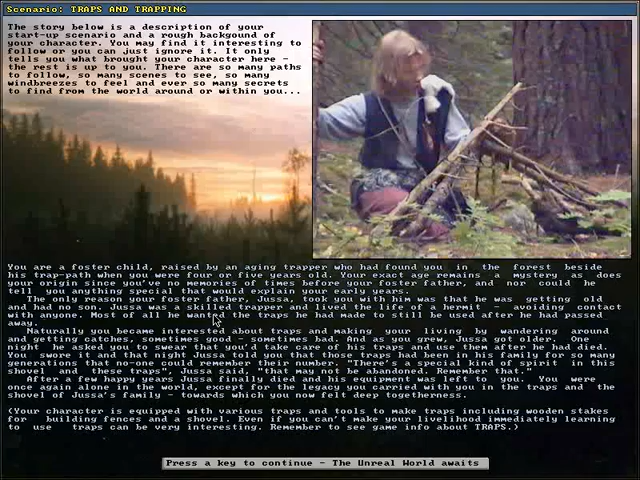 Scenario: TRAPS AND TRAPPING
The story below is a description of your
start-up scenario and a rough backgound of
your character. You may find it interesting to
follow or you can just ignore it. It only
tells you what brought your character here -
the rest is up to you. There are so many paths
to follow, so many scenes to see, so many
windbreezes to feel and ever so many secrets
to find from the world around or within you...
You are a foster child, raised by an aging trapper who had found you in the forest beside
his trap-path when you were four or five years old. Your exact age remains a mystery as does
your origin since you've no memories of times before your foster father, and nor could he
tell you anything special that would explain your early years.
The only reason your foster father, Jussa, took you with him was that he was getting old
and had no son. Jussa was a skilled trapper and lived the life of a hermit - avoiding contact
with anyone. Most of all he wanted the traps he had made to still be used after he had passed
away.
Naturally you became interested about traps and making your living by wandering around
and getting catches, sometimes good - sometimes bad. And as you grew, Jussa got older. One
night he asked you to swear that you'd take care of his traps and use them after he had died.
You swore it and that night Jussa told you that those traps had been in his family for so many
generations that no-one could remember their number. "There's a special kind of spirit in this
shovel and these traps", Jussa said, "that may not be abandoned. Remember that."
After a few happy years Jussa finally died and his equipment was left to you. You were
once again alone in the world, except for the legacy you carried with you in the traps and the
shovel of Jussa's family - towards which you now felt deep togetherness.
(Your character is equipped with various traps and tools to make traps including wooden stakes
for building fences and a shovel. Even if you can't make your livelihood immediately learning
to use traps can be very interesting. Remember to see game info about TRAPS.)
Press a key to continue - The Unreal World awaits